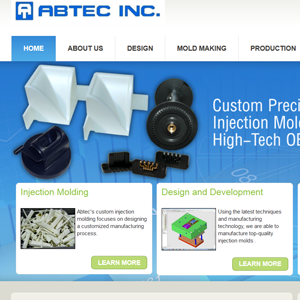 ABTEC INC.
HOME ABOUT US DESIGN MOLD MAKING PRODUCTION
Custom Preci
Injection Mold
High-Tech OE
Injection Molding
Abtec's custom injection
molding focuses on designing
a customized manufacturing
process.
LEARN MORE
Design and Development
Using the latest techniques
and manufacturing
technology, we are able to
manufacture top-quality
injection molds
LEARN MORE